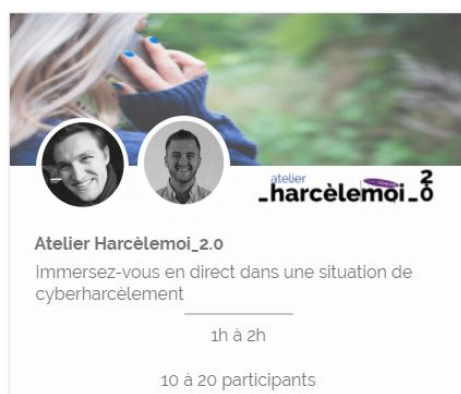 atelier
_harcèlemoi_2.0
Atelier Harcèlemoi_2.0
Immersez-vous en direct dans une situation de
cyberharcèlement
1h à 2h
10 à 20 participants